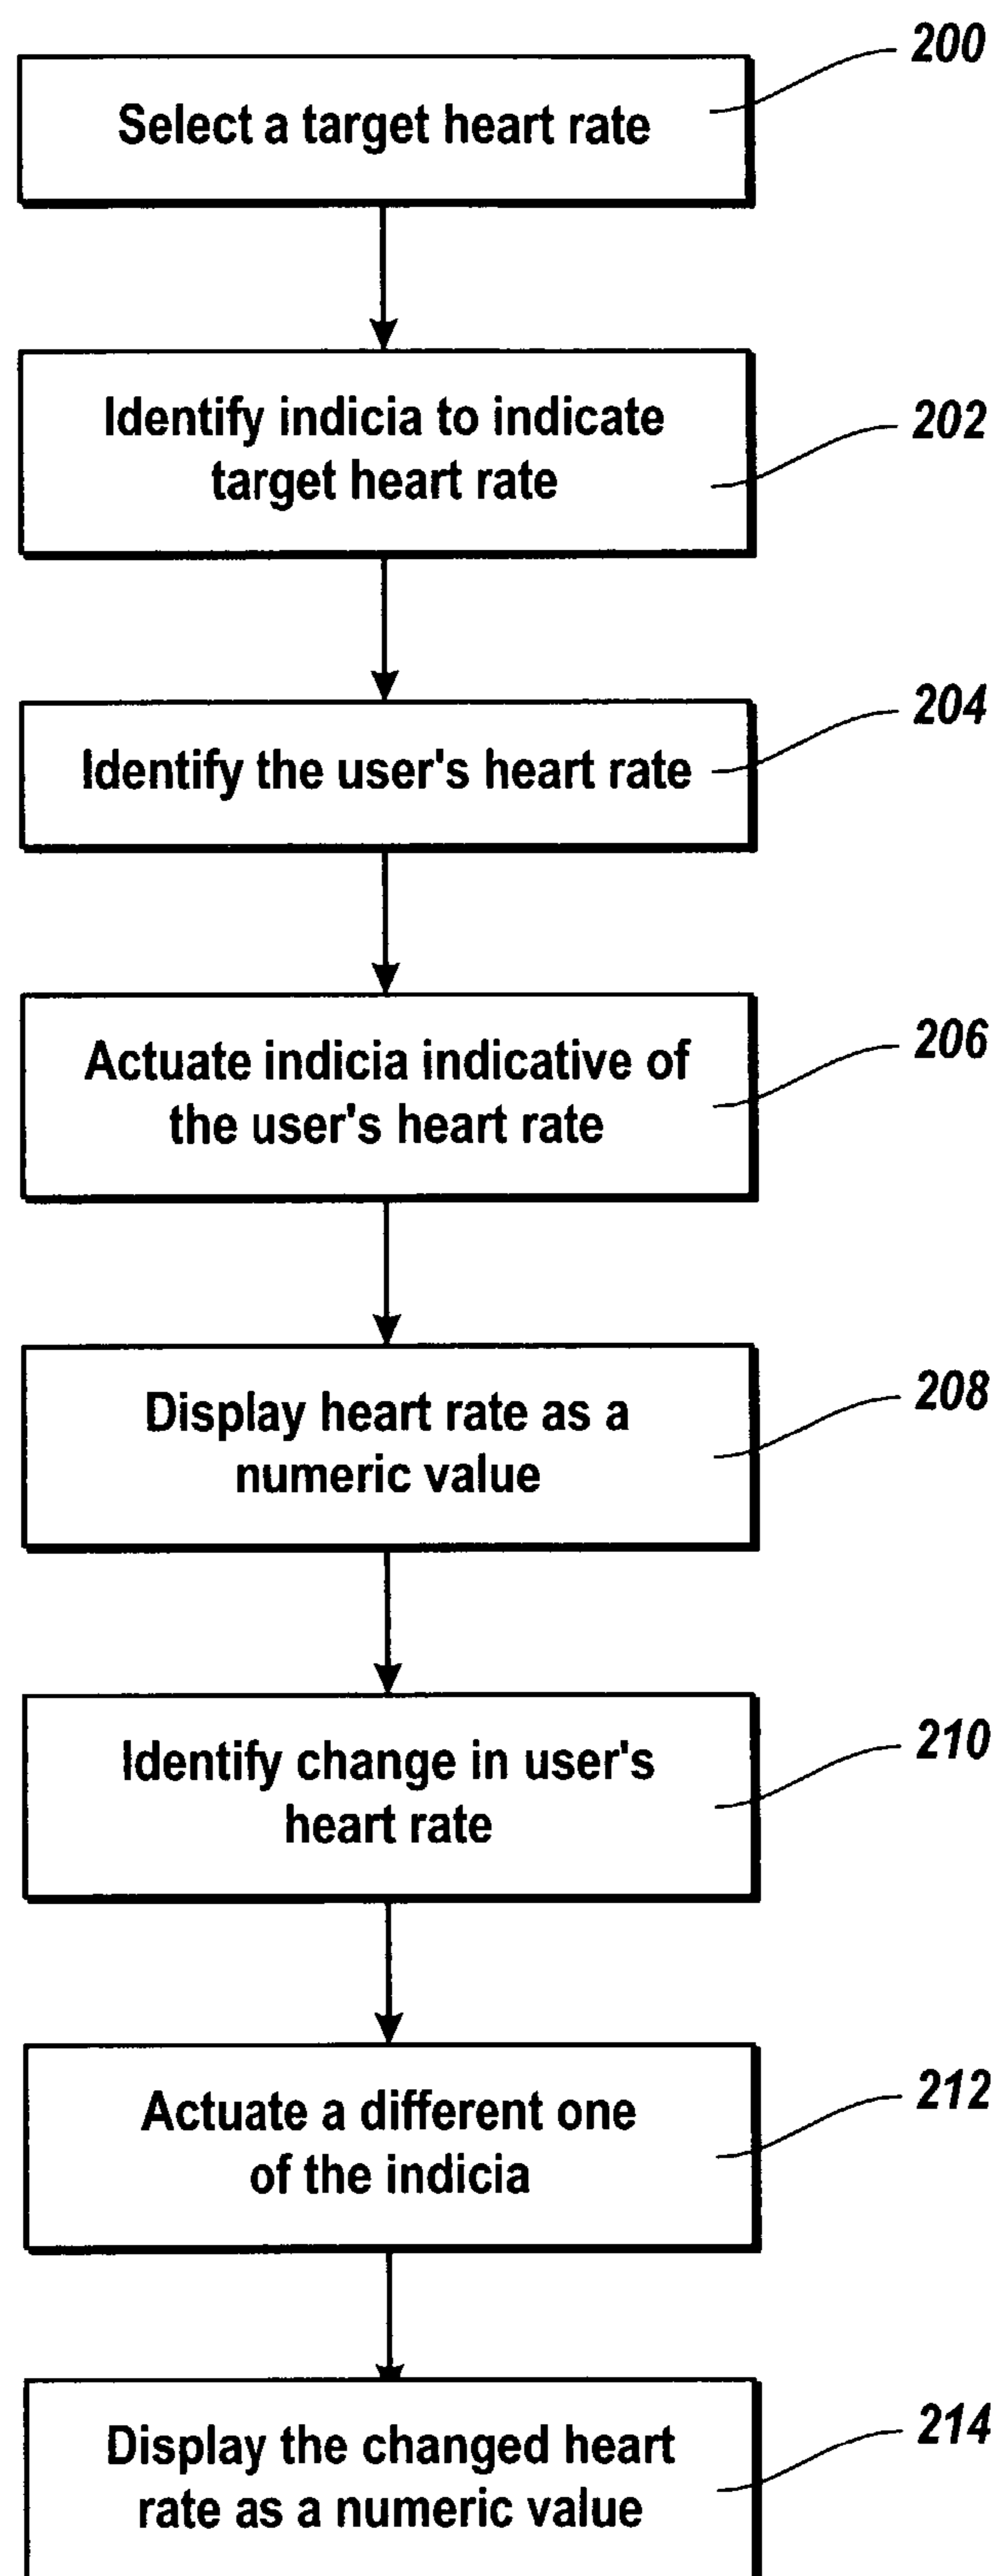 200
Select a target heart rate
Identify indicia to indicate
target heart rate
202
204
Identify the user's heart rate
206
Actuate indicia indicative of
the user's heart rate
208
Display heart rate as a
numeric value
210
Identify change in user's
heart rate
212
Actuate a different one
of the indicia
214
Display the changed heart
rate as a numeric value